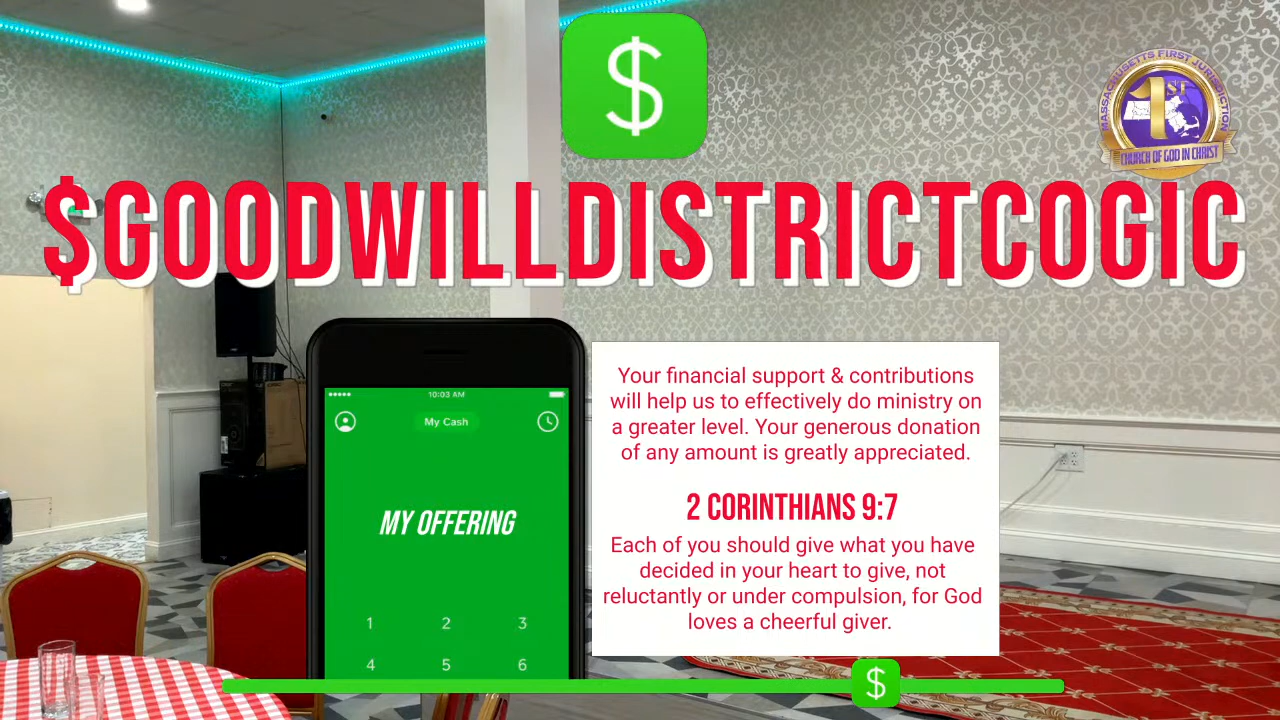 $
MASSACHUSETTS FIRST JURISDICTION
1ST
CHURCH OF GOD IN CHRIST
$GOODWILLDISTRICTCOGIC
10:03 AM
My Cash
MY OFFERING
1 2 3
4 5 6
Your financial support & contributions
will help us to effectively do ministry on
a greater level. Your generous donation
of any amount is greatly appreciated.
2 CORINTHIANS 9:7
Each of you should give what you have
decided in your heart to give, not
reluctantly or under compulsion, for God
loves a cheerful giver.
$